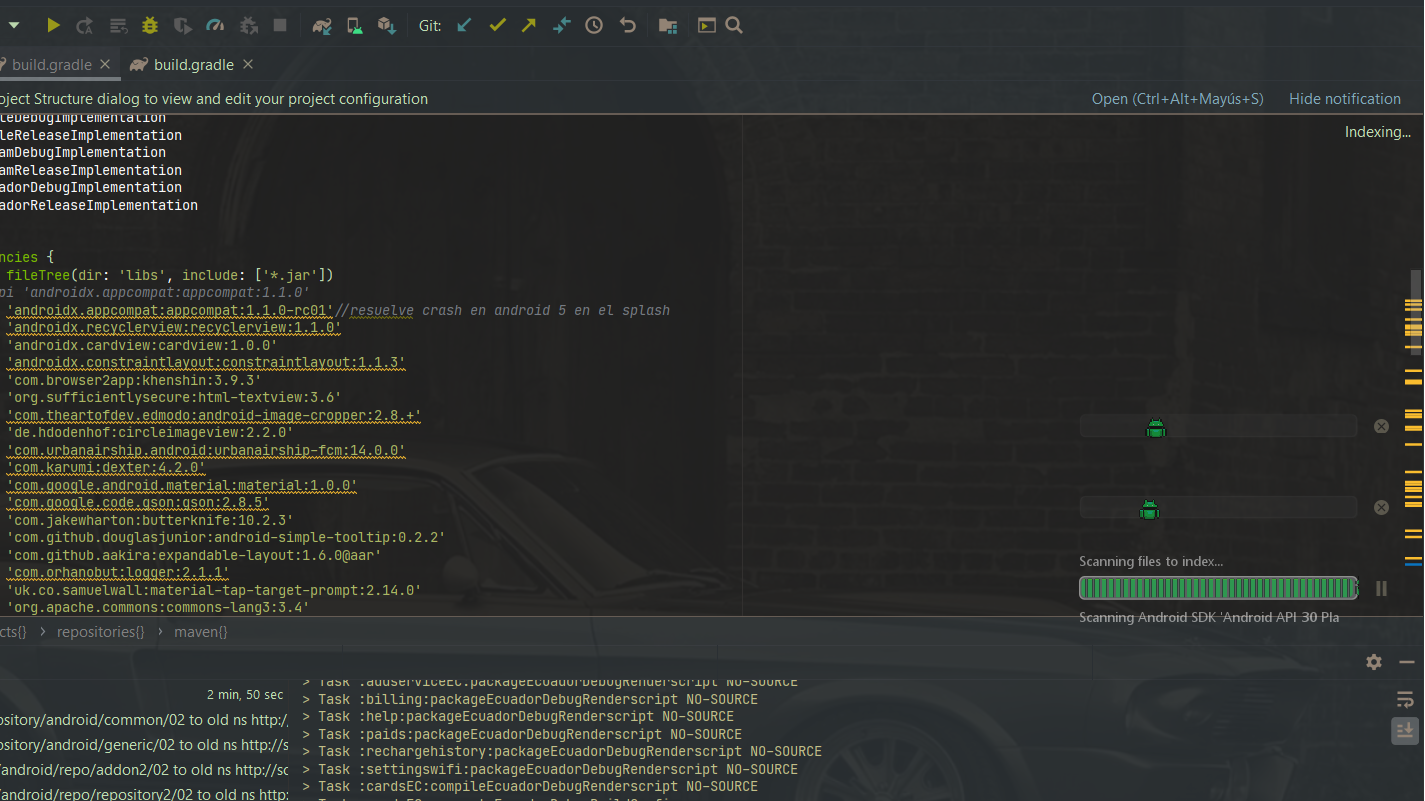 Git:
build.gradle
build.gradle
oject Structure dialog to view and edit your project configuration
Open (Ctrl+Alt+Mayús+S)
Hide notification
Indexing...
leDebugImplementation
leReleaseImplementation
amDebugImplementation
amReleaseImplementation
adorDebugImplementation
adorReleaseImplementation
ncies {
fileTree(dir: 'libs', include: ['*.jar'])
pi 'androidx.appcompat:appcompat:1.1.0'
'androidx.appcompat:appcompat:1.1.0-rc01'//resuelve crash en android 5 en el splash
'androidx.recyclerview:recyclerview:1.1.0'
'androidx.cardview:cardview:1.0.0'
'androidx.constraintlayout:constraintlayout:1.1.3'
'com.browser2app:khenshin:3.9.3'
'org.sufficientlysecure:html-textview:3.6'
'com.theartofdev.edmodo:android-image-cropper:2.8.+'
'de.hdodenhof:circleimageview:2.2.0'
'com.urbanairship.android:urbanairship-fcm:14.0.0'
'com.karumi:dexter:4.2.0'
'com.google.android.material:material:1.0.0'
'com.google.code.gson:gson:2.8.5'
'com.jakewharton:butterknife:10.2.3'
'com.github.douglasjunior:android-simple-tooltip:0.2.2'
'com.github.aakira:expandable-layout:1.6.0@aar'
'com.orhanobut:logger:2.1.1'
'uk.co.samuelwall:material-tap-target-prompt:2.14.0'
'org.apache.commons:commons-lang3:3.4'
Scanning files to index...
Scanning Android SDK 'Android API 30 Pla
cts{} › repositories{} › maven{}
2 min, 50 sec
ository/android/common/02 to old ns http:/
ository/android/generic/02 to old ns http://s
/android/repo/addon2/02 to old ns http://sc
/android/repo/repository2/02 to old ns http:
> Task :addserviceEC:packageEcuadorDebugRenderscript NO-SOURCE
> Task :billing:packageEcuadorDebugRenderscript NO-SOURCE
> Task :help:packageEcuadorDebugRenderscript NO-SOURCE
> Task :paids:packageEcuadorDebugRenderscript NO-SOURCE
> Task :rechargehistory:packageEcuadorDebugRenderscript NO-SOURCE
> Task :settingswifi:packageEcuadorDebugRenderscript NO-SOURCE
> Task :cardsEC:compileEcuadorDebugRenderscript NO-SOURCE